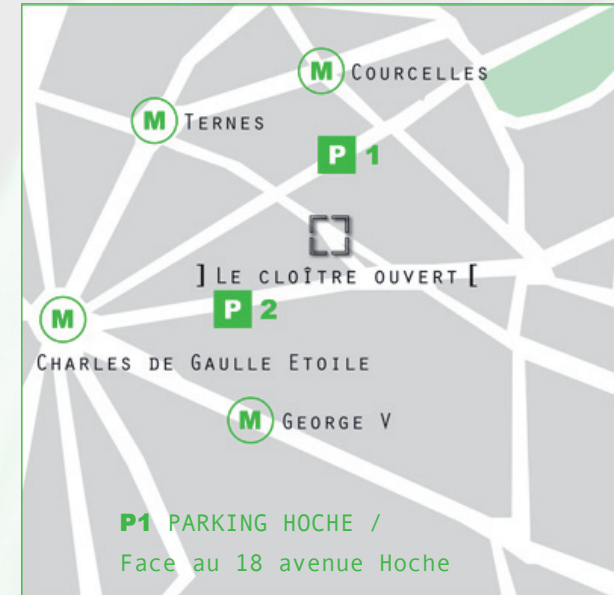 M COURCELLES
M TERNES
P 1
] LE CLOÎTRE OUVERT [
P 2
M
CHARLES DE GAULLE ETOILE
M GEORGE V
P1 PARKING HOCHE /
Face au 18 avenue Hoche